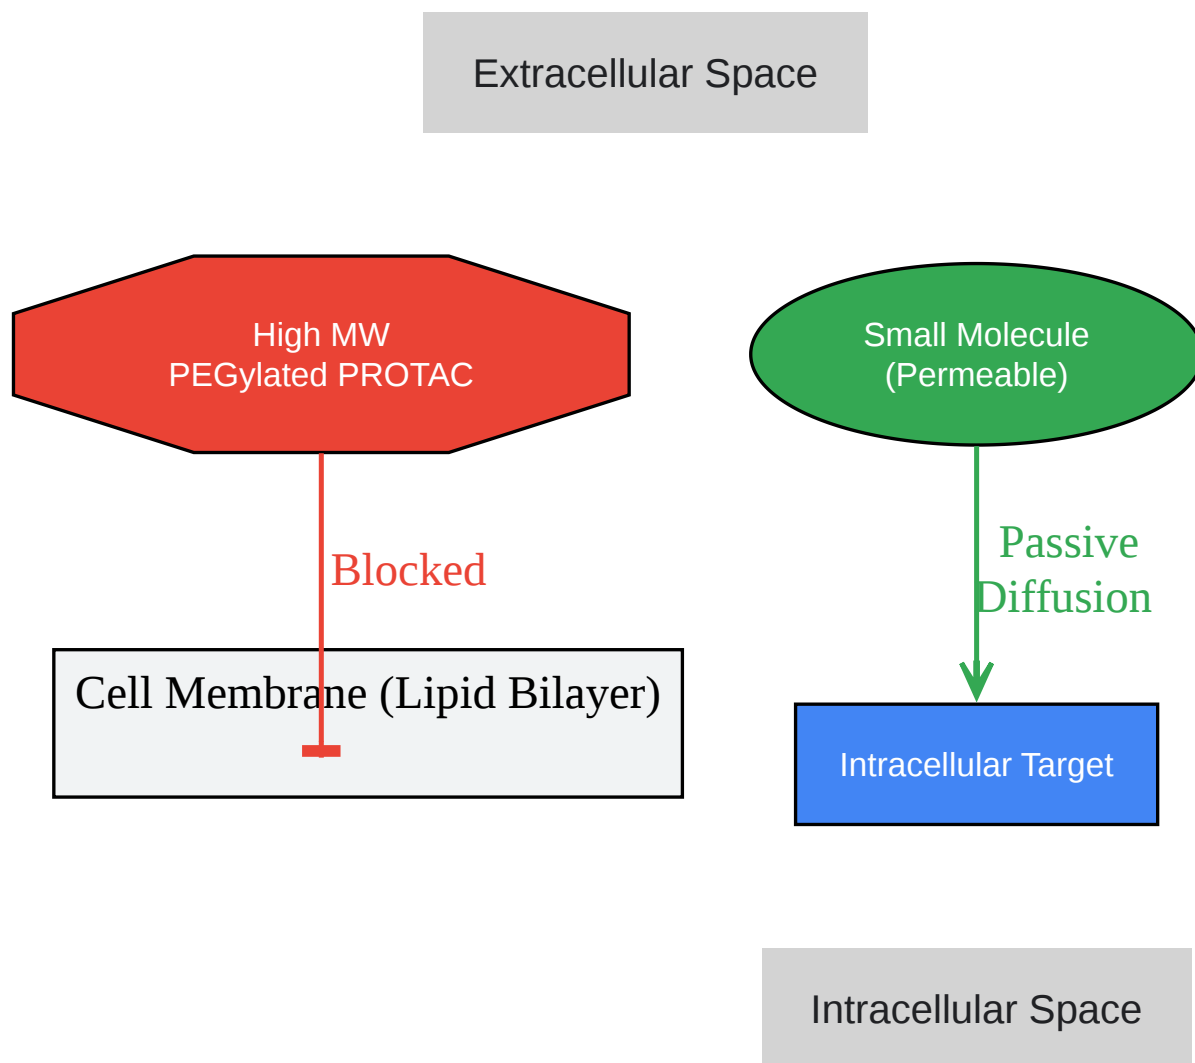 Extracellular Space
High MW
PEGylated PROTAC
Small Molecule
(Permeable)
Blocked
Passive
Diffusion
Cell Membrane (Lipid Bilayer)
Intracellular Target
Intracellular Space